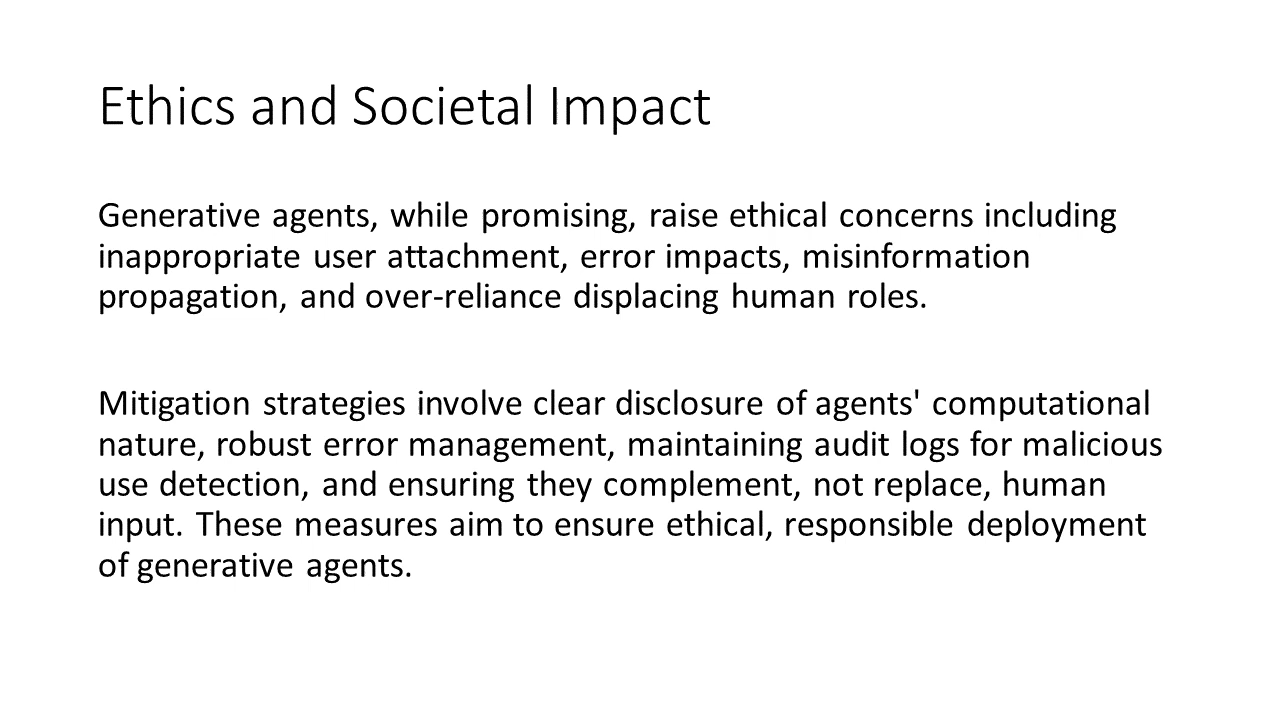 Ethics and Societal Impact
Generative agents, while promising, raise ethical concerns including
inappropriate user attachment, error impacts, misinformation
propagation, and over-reliance displacing human roles.
Mitigation strategies involve clear disclosure of agents' computational
nature, robust error management, maintaining audit logs for malicious
use detection, and ensuring they complement, not replace, human
input. These measures aim to ensure ethical, responsible deployment
of generative agents.